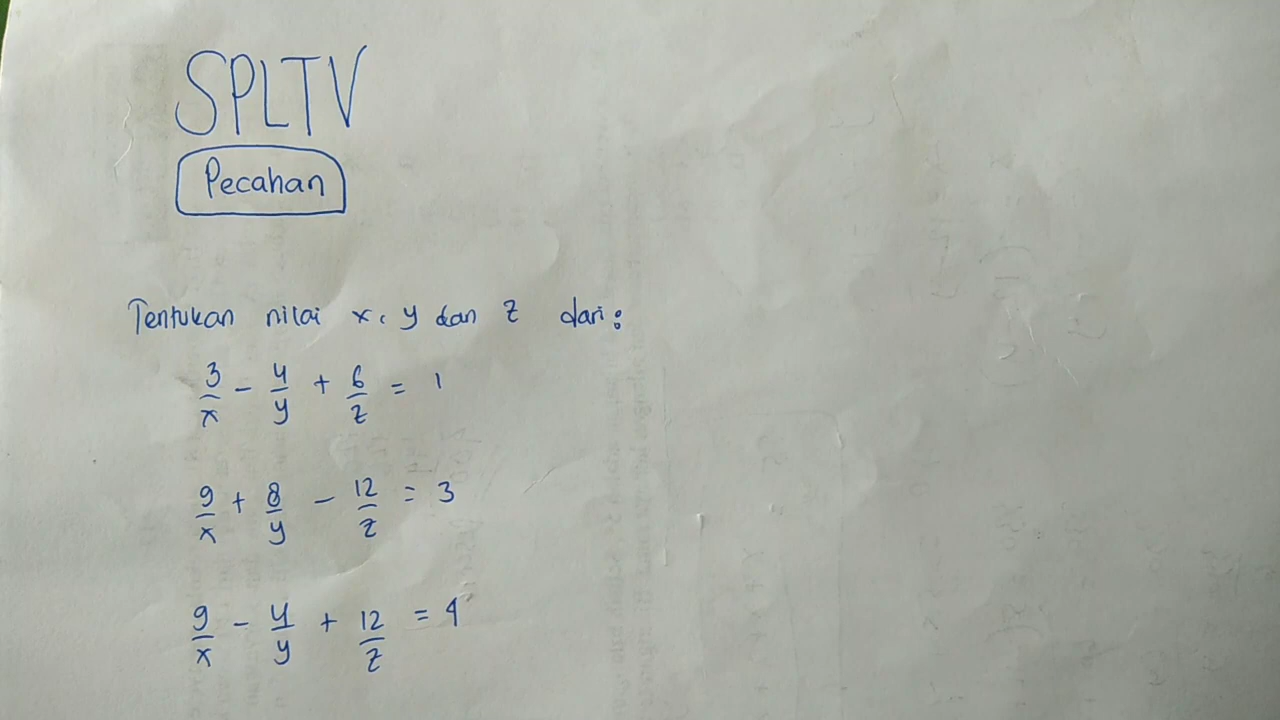 SPLTV
Pecahan
Tentukan nilai x, y dan z dari:
3/x - 4/y + 6/z = 1
9/x + 8/y - 12/z = 3
9/x - 4/y + 12/z = 4